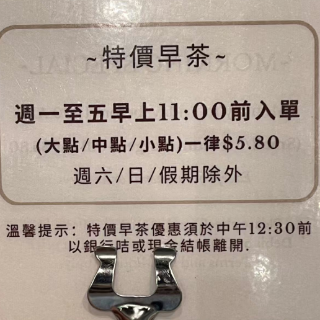 ~特價早茶~
週一至五早上11:00前入單
(大點/中點/小點)一律$5.80
週六/日/假期除外
溫馨提示: 特價早茶優惠須於中午12:30前
以銀行咭或現金結帳離開.